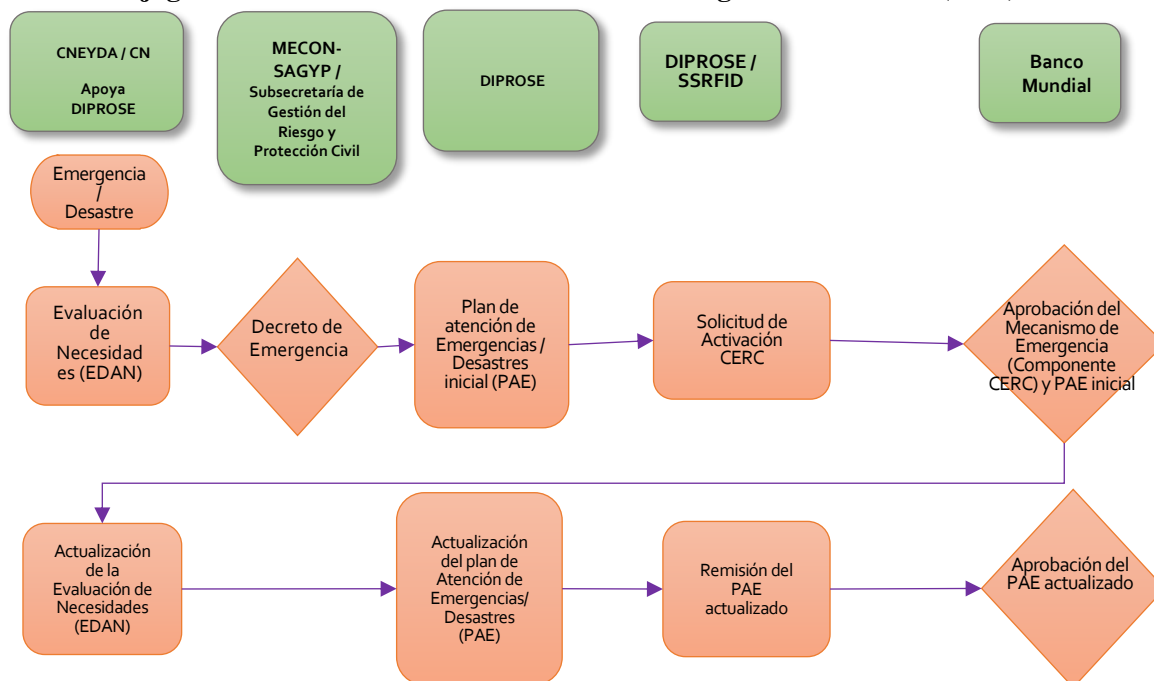 CNEYDA / CN
Apoya
DIPROSE
MECON-
SAGYP /
Subsecretaría de
Gestión del
Riesgo y
Protección Civil
DIPROSE
DIPROSE /
SSRFID
Banco
Mundial
Emergencia
/
Desastre
Evaluación
de
Necesidad
es (EDAN)
Decreto de
Emergencia
Plan de
atención de
Emergencias /
Desastres
inicial (PAE)
Solicitud de
Activación
CERC
Aprobación del
Mecanismo de
Emergencia
(Componente
CERC) y PAE inicial
Actualización
de la
Evaluación de
Necesidades
(EDAN)
Actualización
del plan de
Atención de
Emergencias/
Desastres
(PAE)
Remisión del
PAE
actualizado
Aprobación del
PAE actualizado